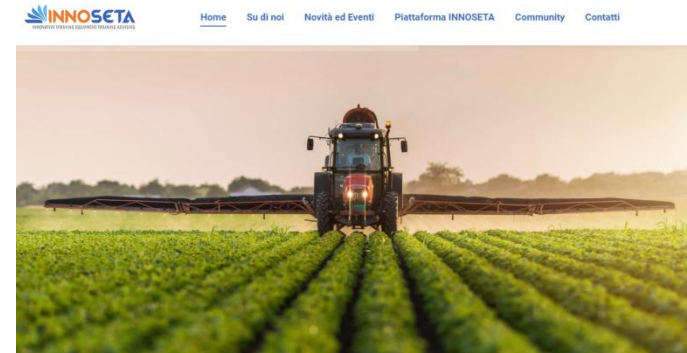 INNOSETA
INNOVATIVE SPRAYING EQUIPMENT TRAINING ADVISING
Home Su di noi Novità ed Eventi Piattaforma INNOSETA Community Contatti